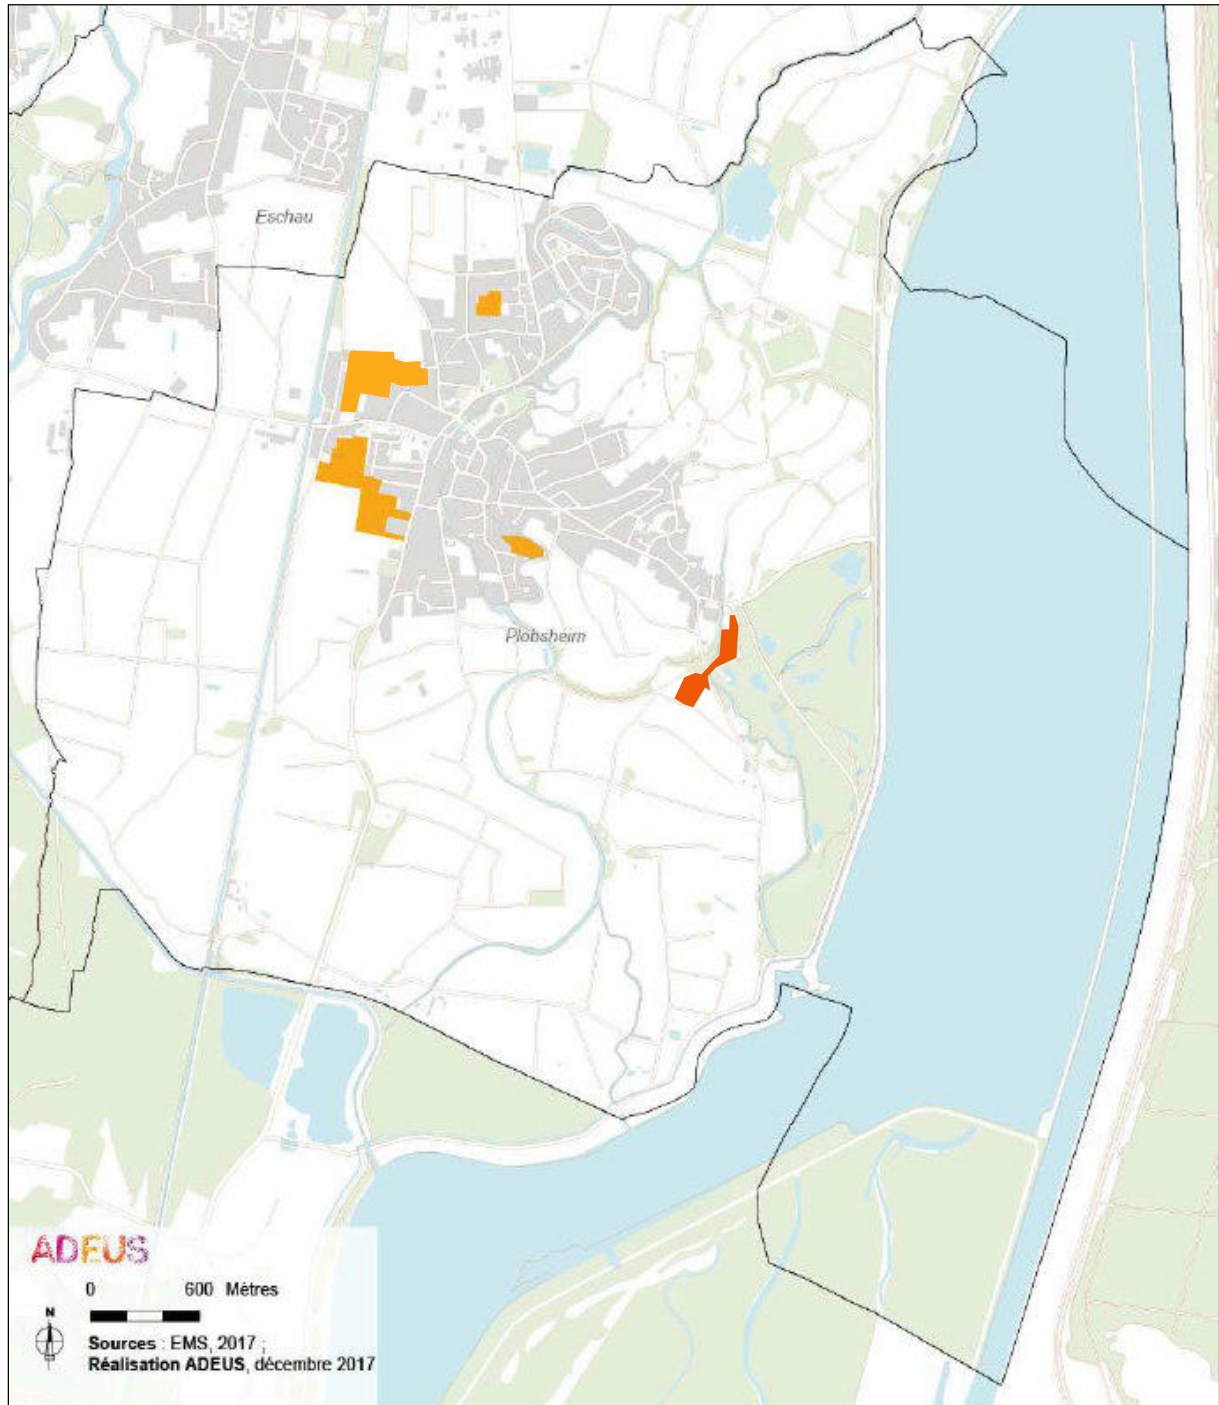 Eschau
Plobsheim
ADEUS
0 600 Mètres
N
Sources : EMS, 2017 ;
Réalisation ADEUS, décembre 2017